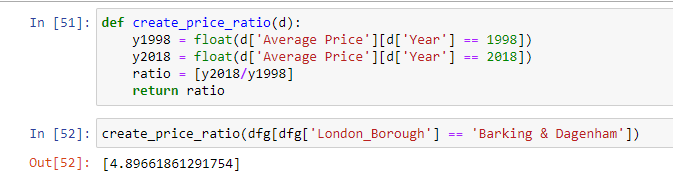 In [51]: def create_price_ratio(d):
    y1998 = float(d['Average Price'][d['Year'] == 1998])
    y2018 = float(d['Average Price'][d['Year'] == 2018])
    ratio = [y2018/y1998]
    return ratio
In [52]: create_price_ratio(dfg[dfg['London_Borough'] == 'Barking & Dagenham'])
Out[52]: [4.89661861291754]